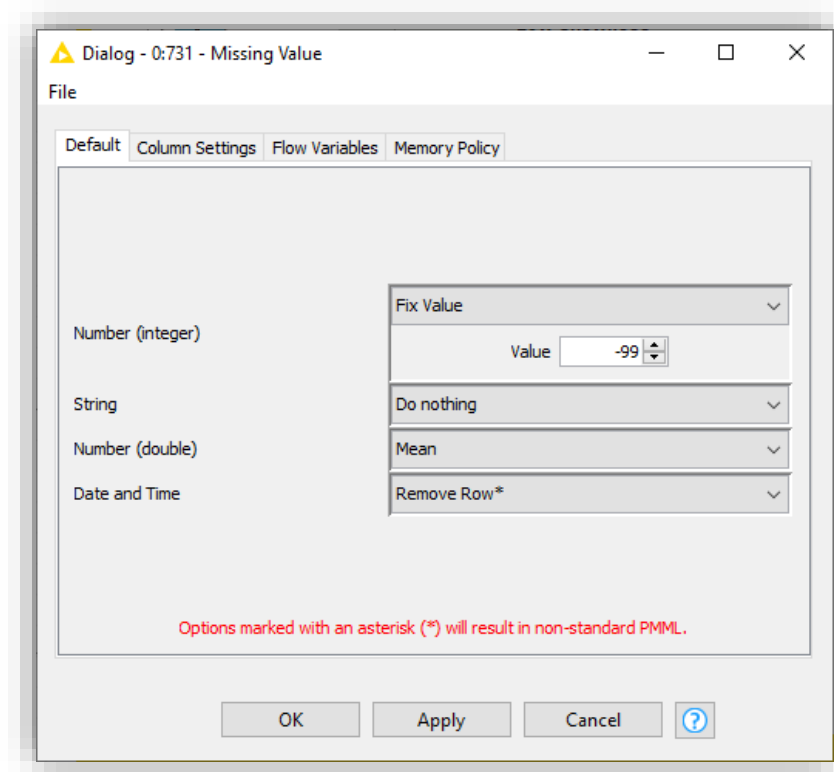 Dialog - 0:731 - Missing Value
File
Default Column Settings Flow Variables Memory Policy
Number (integer) Fix Value
Value -99
String Do nothing
Number (double) Mean
Date and Time Remove Row*
Options marked with an asterisk (*) will result in non-standard PMML.
OK Apply Cancel ?